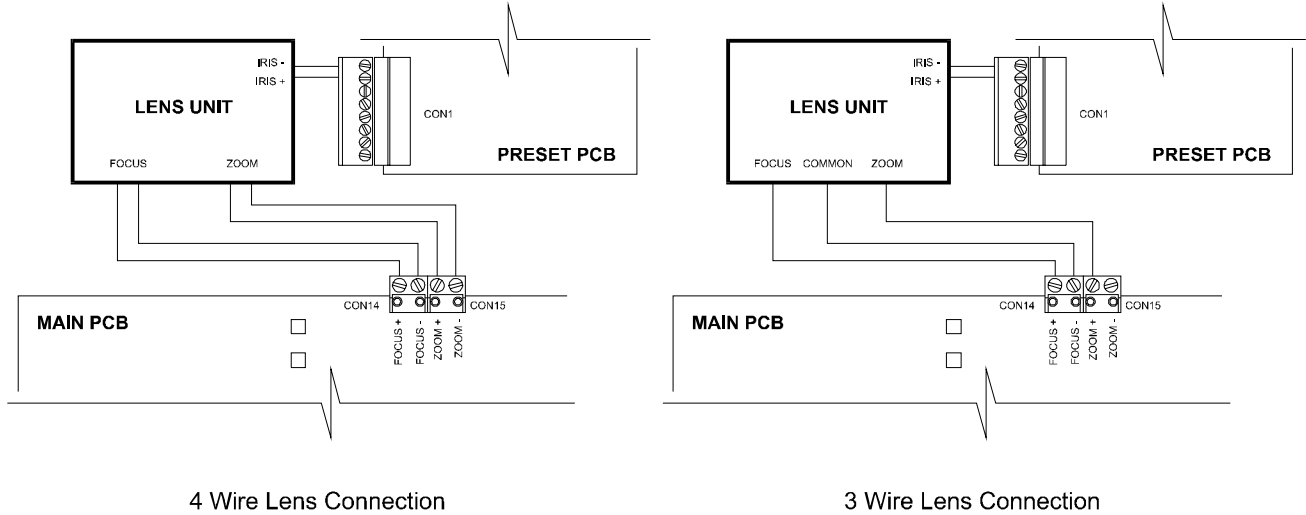 IRIS -
IRIS +
LENS UNIT
CON1
FOCUS
ZOOM
PRESET PCB
CON14
CON15
MAIN PCB
FOCUS +
FOCUS -
ZOOM +
ZOOM -
4 Wire Lens Connection
IRIS -
IRIS +
LENS UNIT
CON1
FOCUS COMMON ZOOM
PRESET PCB
CON14
CON15
MAIN PCB
FOCUS +
FOCUS -
ZOOM +
ZOOM -
3 Wire Lens Connection